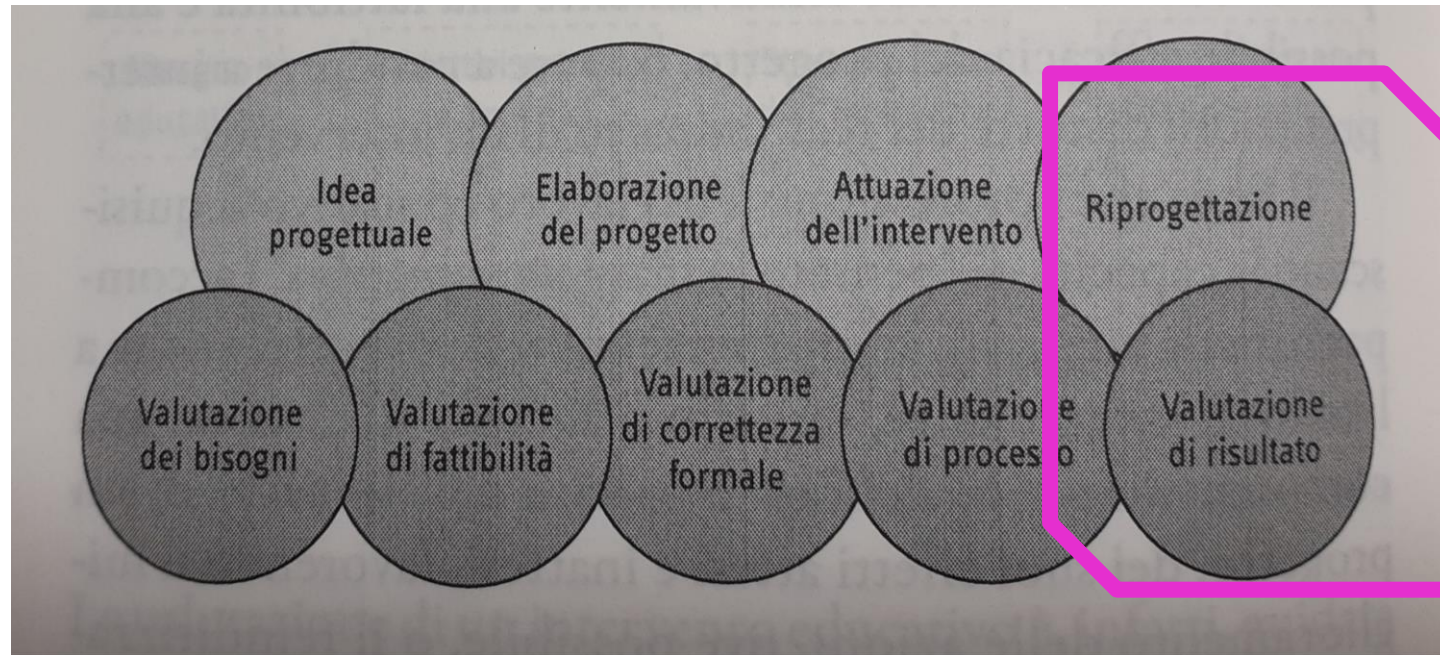 Idea
progettuale
Elaborazione
del progetto
Attuazione
dell'intervento
Riprogettazione
Valutazione
dei bisogni
Valutazione
di fattibilità
Valutazione
di correttezza
formale
Valutazione
di processo
Valutazione
di risultato